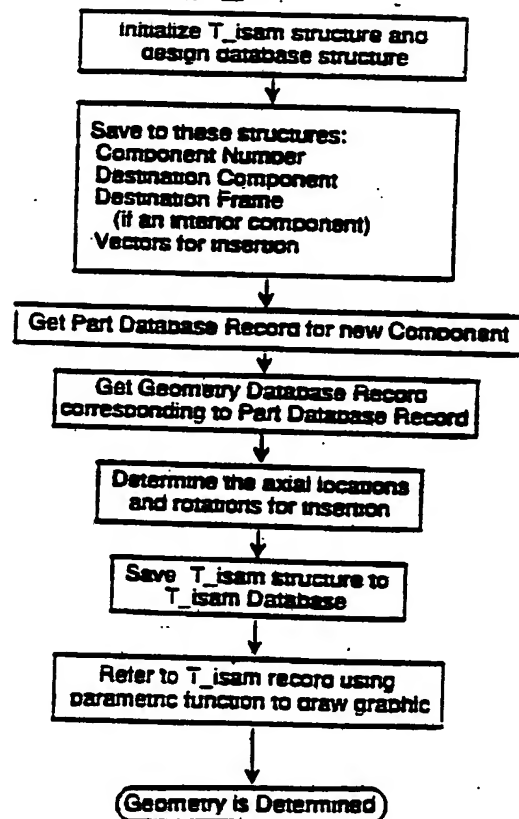 Initialize T_isam structure and
design database structure
Save to these structures:
Component Number
Destination Component
Destination Frame
(if an interior component)
Vectors for insertion
Get Part Database Record for new Component
Get Geometry Database Record
corresponding to Part Database Record
Determine the axial locations
and rotations for insertion
Save T_isam structure to
T_isam Database
Refer to T_isam record using
parametric function to draw graphic
Geometry is Determined